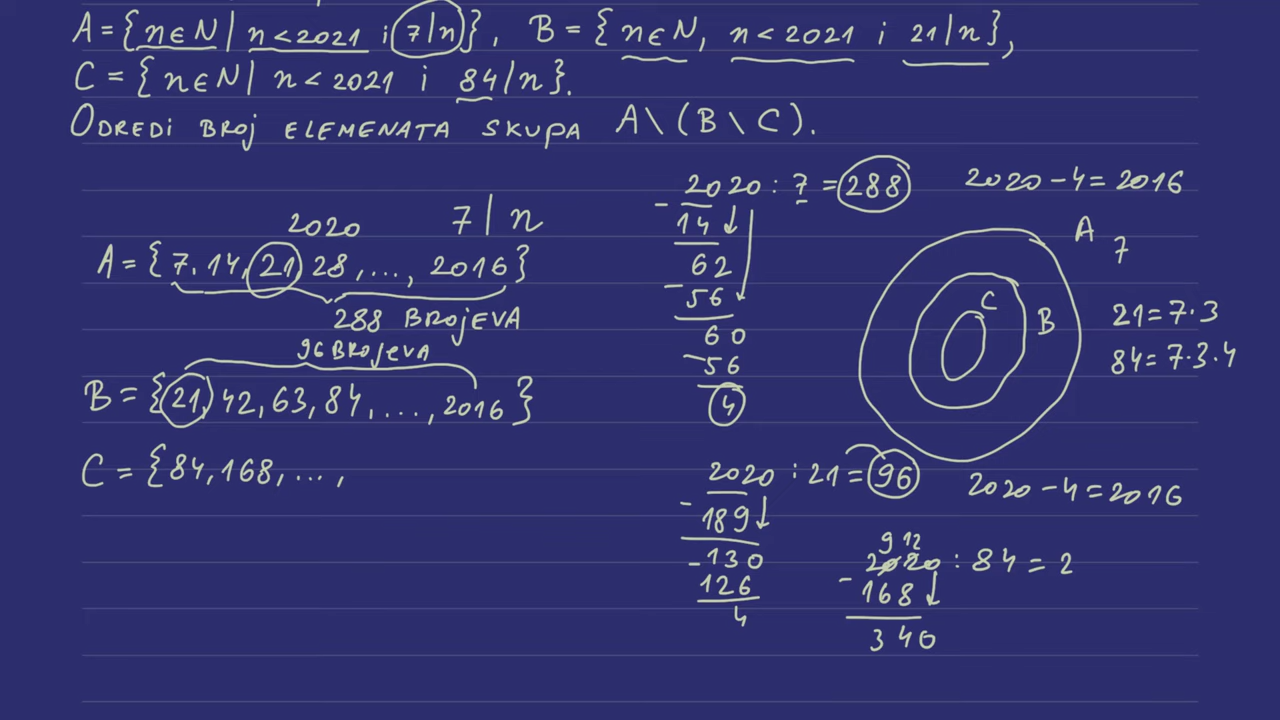 A = {n∈N | n < 2021 i 7|n}, B = {n∈N, n < 2021 i 21|n},
C = {n∈N | n < 2021 i 84|n}.
ODREDI BROJ ELEMENATA SKUPA A \ (B \ C).
2020 7 | n
A = {7.14, 21, 28, ..., 2016}
288 BROJEVA
96 BROJEVA
B = {21, 42, 63, 84, ..., 2016}
C = {84, 168, ...,
2020 : 7 = 288
- 14
62
- 56
60
- 56
4
2020 - 4 = 2016
A
7
C
B
21 = 7·3
84 = 7·3·4
2020 : 21 = 96
- 189
- 130
126
4
2020 - 4 = 2016
9 12
2020 : 84 = 2
- 168
340